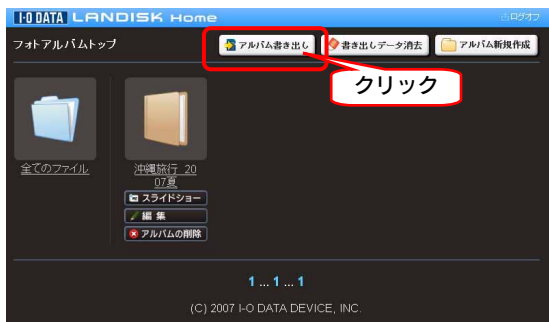 I-O DATA LANDISK Home ログオフ
フォトアルバムトップ アルバム書き出し 書き出しデータ消去 アルバム新規作成
クリック
全てのファイル
沖縄旅行_20
07夏
スライドショー
編 集
アルバムの削除
1 ... 1 ... 1
(C) 2007 I-O DATA DEVICE, INC.